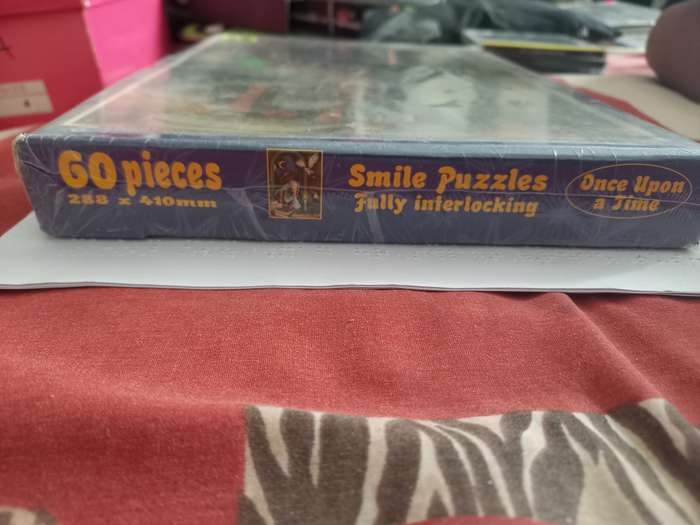 60 pieces
288 x 410mm
Smile Puzzles
Fully interlocking
Once Upon
a Time